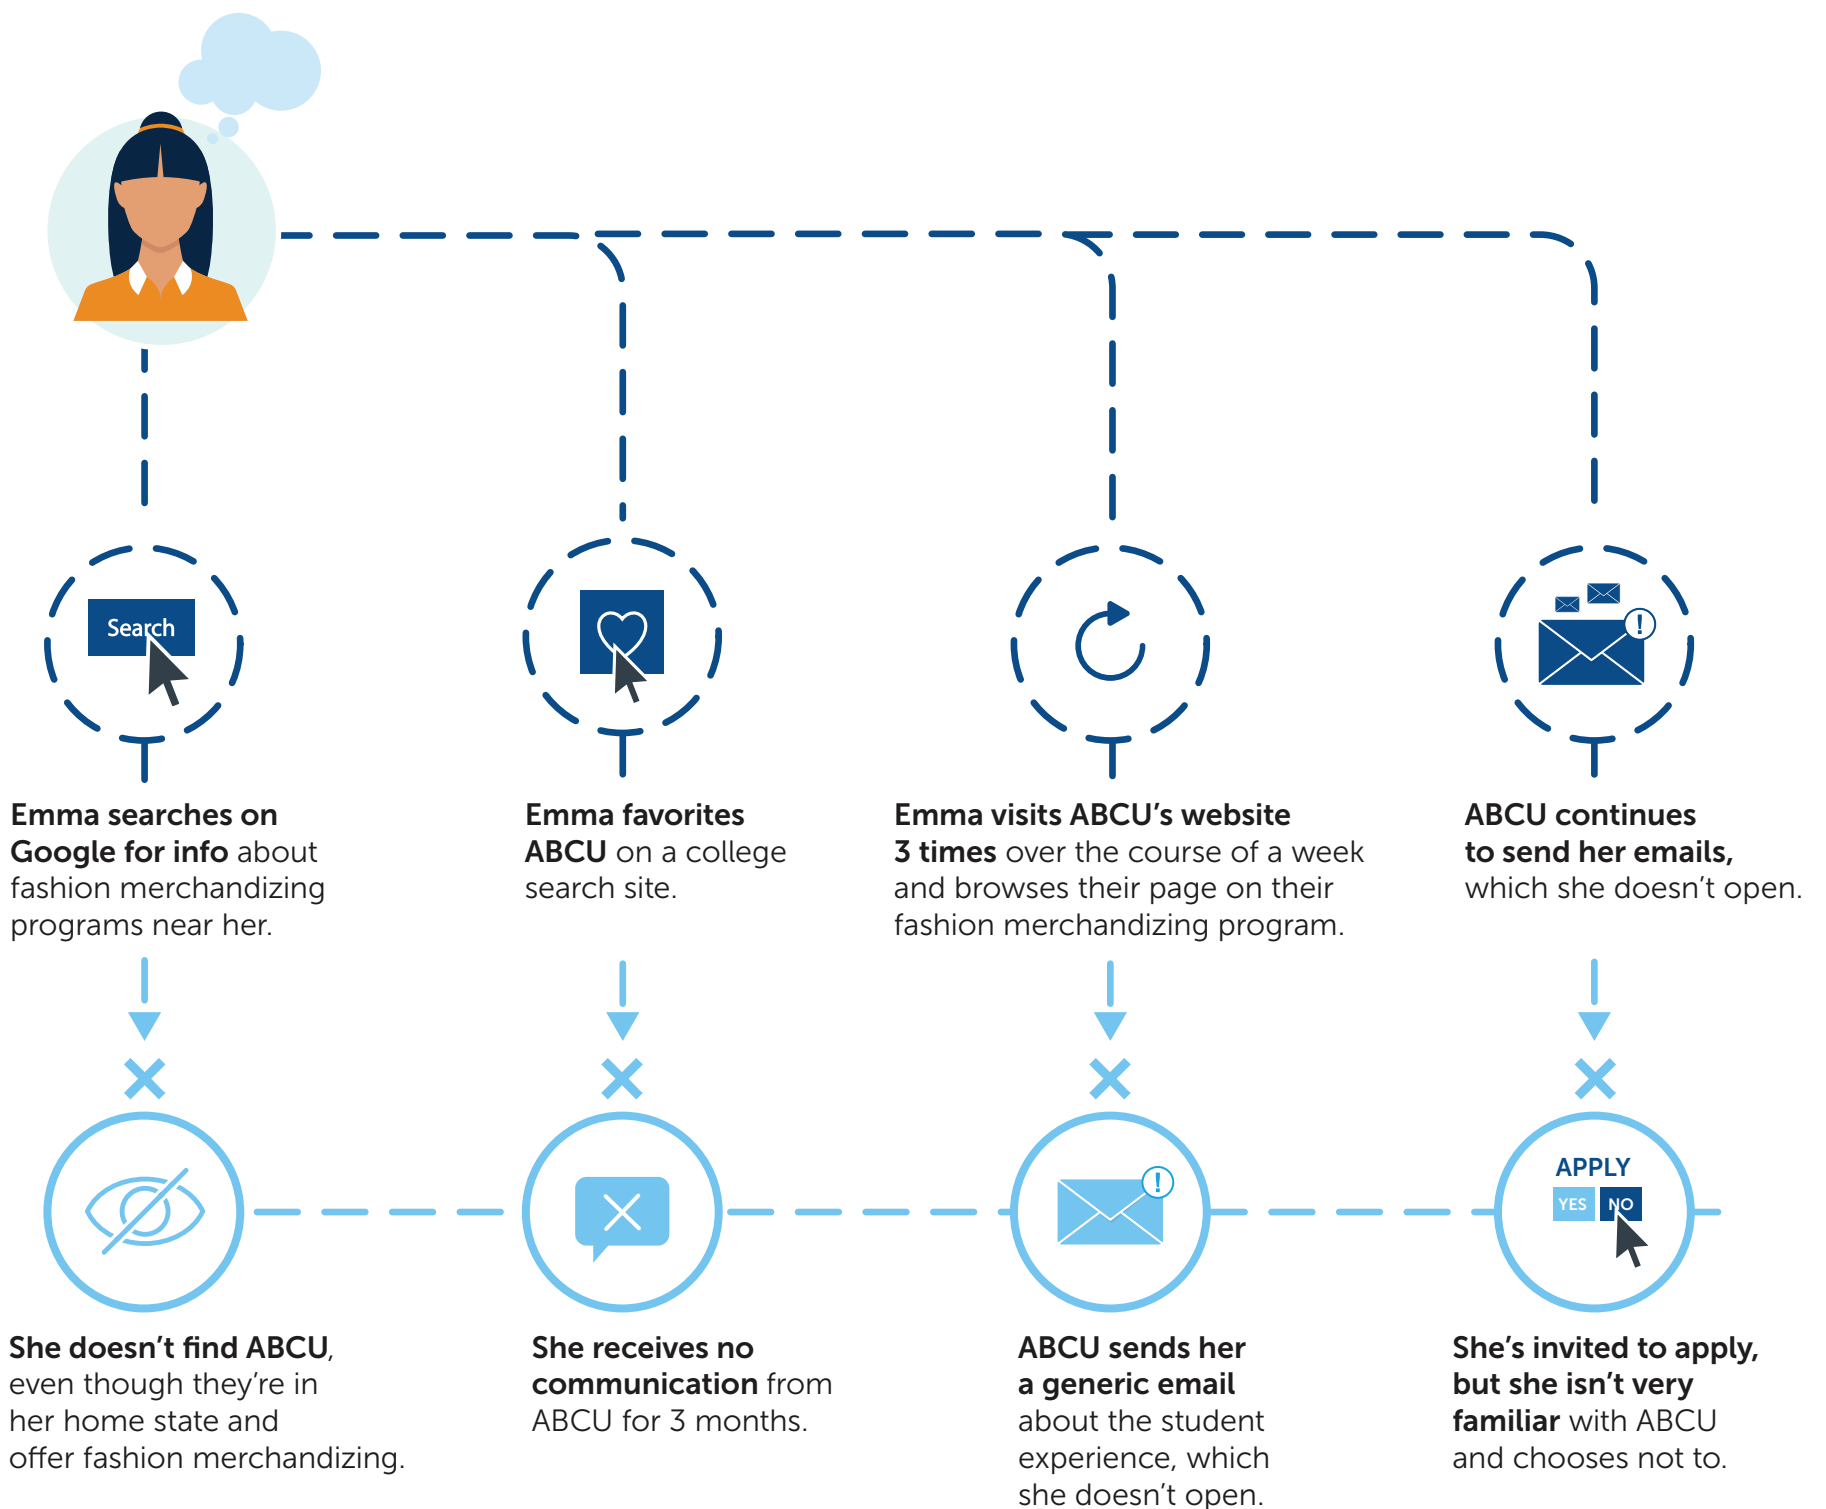 Search
Emma searches on
Google for info about
fashion merchandizing
programs near her.
Emma favorites
ABCU on a college
search site.
Emma visits ABCU’s website
3 times over the course of a week
and browses their page on their
fashion merchandizing program.
!
ABCU continues
to send her emails,
which she doesn’t open.
She doesn’t find ABCU,
even though they’re in
her home state and
offer fashion merchandizing.
She receives no
communication from
ABCU for 3 months.
!
ABCU sends her
a generic email
about the student
experience, which
she doesn’t open.
APPLY
YES NO
She’s invited to apply,
but she isn’t very
familiar with ABCU
and chooses not to.